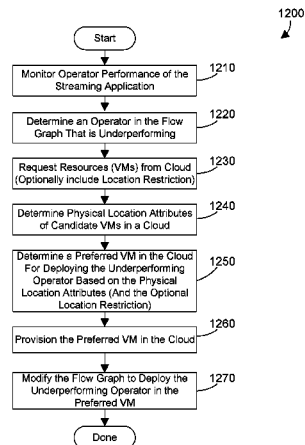 1200
Start
1210
Monitor Operator Performance of the
Streaming Application
1220
Determine an Operator in the Flow
Graph That is Underperforming
1230
Request Resources (VMs) from Cloud
(Optionally include Location Restriction)
1240
Determine Physical Location Attributes
of Candidate VMs in a Cloud
1250
Determine a Preferred VM in the Cloud
For Deploying the Underperforming
Operator Based on the Physical
Location Attributes (And the Optional
Location Restriction)
1260
Provision the Preferred VM in the Cloud
1270
Modify the Flow Graph to Deploy the
Underperforming Operator in the
Preferred VM
Done